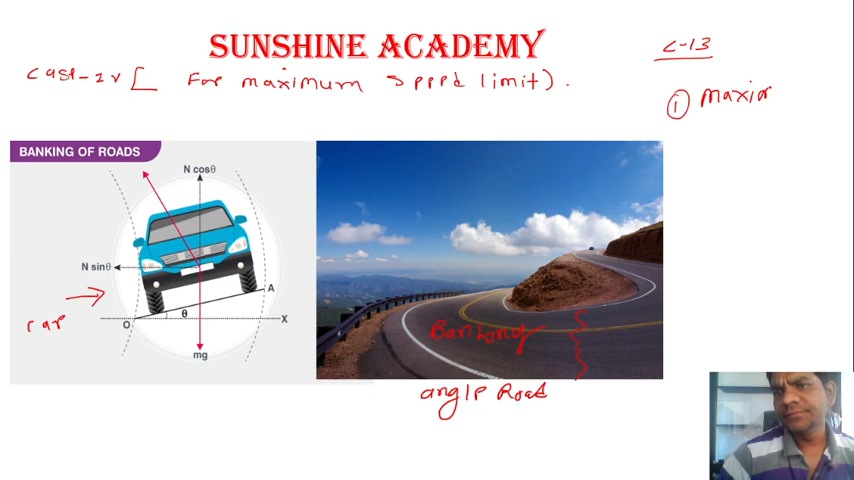 SUNSHINE ACADEMY
L-13
Case-IV [ For maximum Speed limit).
① Maxim
BANKING OF ROADS
N cosθ
N sinθ
A
car
θ
O
X
mg
Banking
angle Road